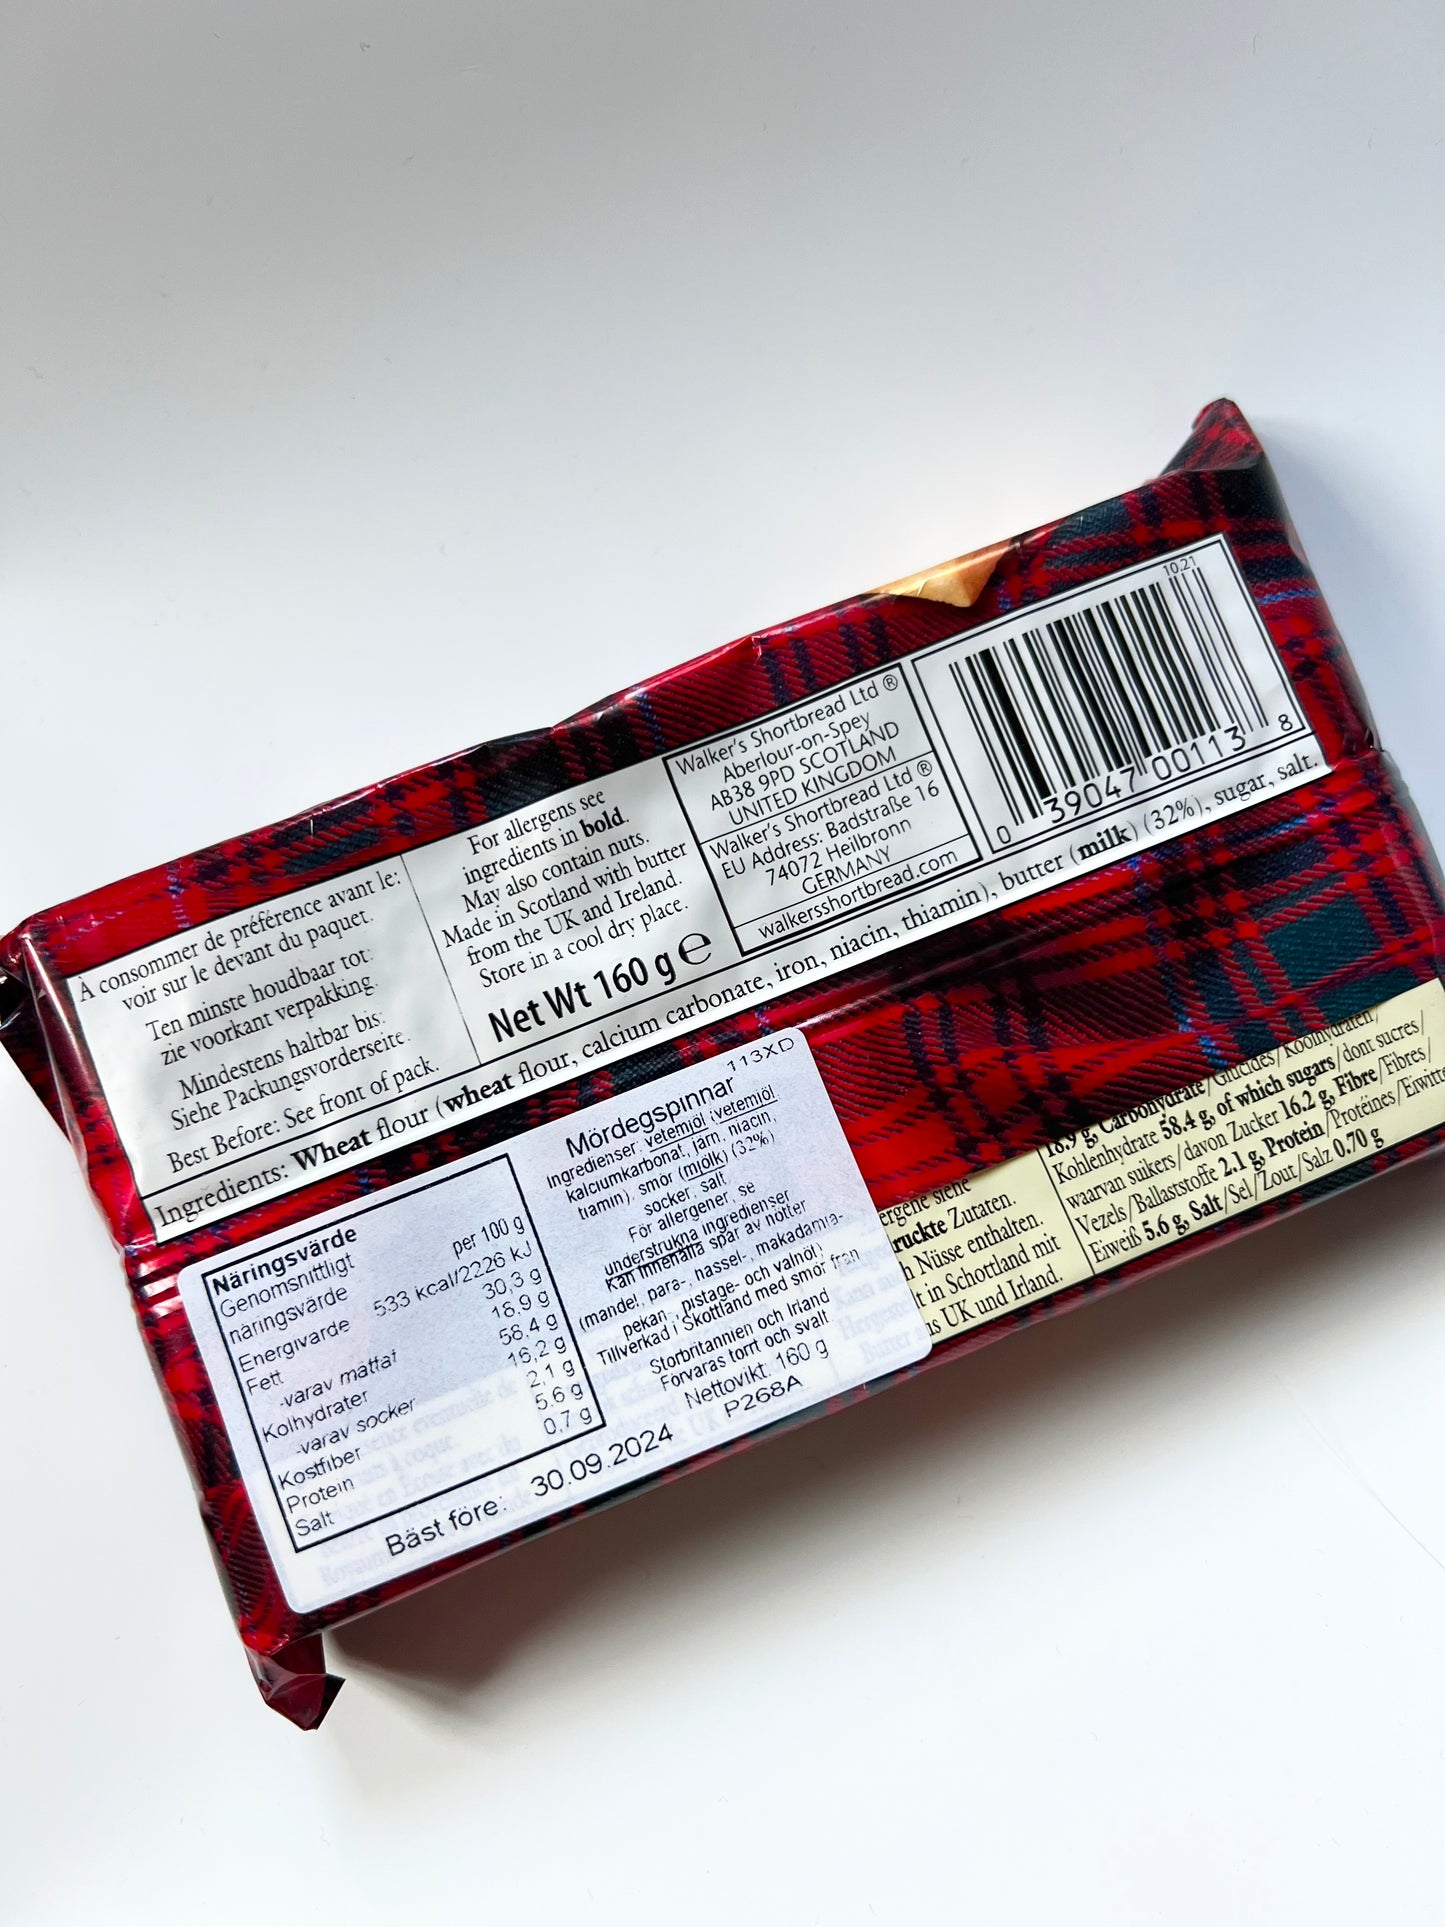 À consommer de préférence avant le:
voir sur le devant du paquet.
Ten minste houdbaar tot:
zie voorkant verpakking.
Mindestens haltbar bis:
Siehe Packungsvorderseite.
Best Before: See front of pack.
For allergens see
ingredients in bold.
May also contain nuts.
Made in Scotland with butter
from the UK and Ireland.
Store in a cool dry place.
Net Wt 160 g ℮
Walker's Shortbread Ltd ®
Aberlour-on-Spey
AB38 9PD SCOTLAND
UNITED KINGDOM
Walker's Shortbread Ltd ®
EU Address: Badstraße 16
74072 Heilbronn
GERMANY
walkersshortbread.com
10.21
0 39047 00113 8
Ingredients: Wheat flour (wheat flour, calcium carbonate, iron, niacin, thiamin), butter (milk) (32%), sugar, salt.
Näringsvärde
Genomsnittligt
näringsvärde per 100 g
Energivärde 533 kcal/2226 kJ
Fett 30,3 g
-varav mättat 18,9 g
Kolhydrater 58,4 g
-varav socker 16,2 g
Kostfiber 2,1 g
Protein 5,6 g
Salt 0,7 g
Bäst före: 30.09.2024
113XD
Mördegspinnar
Ingredienser: vetemjöl (vetemjöl,
kalciumkarbonat, järn, niacin,
tiamin), smör (mjölk) (32%)
socker, salt
För allergener, se
understrukna ingredienser
Kan innehålla spår av nötter
(mandel, para-, hassel-, makadamia-
pekan-, pistage- och valnöt)
Tillverkad i Skottland med smör från
Storbritannien och Irland
Förvaras torrt och svalt
Nettovikt: 160 g
P268A
siehe
Zutaten.
Nüsse enthalten.
in Schottland mit
UK und Irland.
18.9 g, Carbohydrate/Glucides/Koolhydraten/
Kohlenhydrate 58.4 g, of which sugars/dont sucres/
waarvan suikers/davon Zucker 16.2 g, Fibre/Fibres/
Vezels/Ballaststoffe 2.1 g, Protein/Protéines/Eiwitte
Eiweiß 5.6 g, Salt/Sel/Zout/Salz 0.70 g